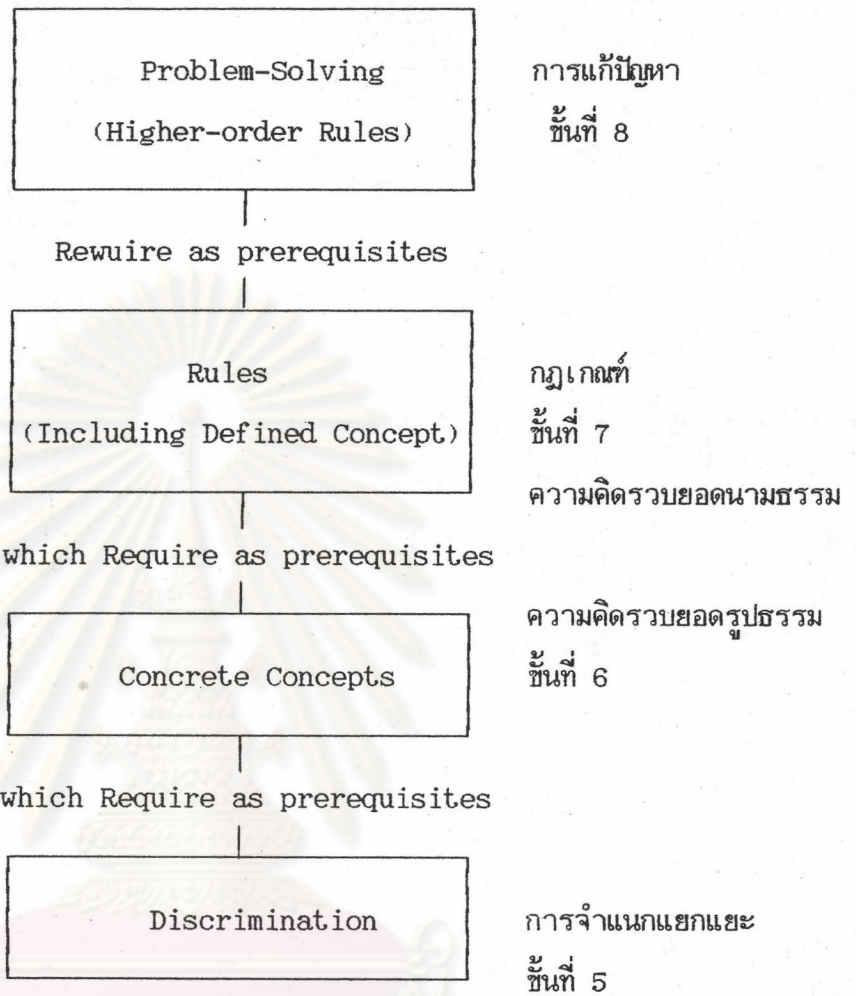 Problem-Solving การแก้ปัญหา
(Higher-order Rules) ขั้นที่ 8
Rewuire as prerequisites
Rules กฎเกณฑ์
(Including Defined Concept) ขั้นที่ 7
ความคิดรวบยอดนามธรรม
which Require as prerequisites
ความคิดรวบยอดรูปธรรม
Concrete Concepts ขั้นที่ 6
which Require as prerequisites
Discrimination การจำแนกแยกแยะ
ขั้นที่ 5